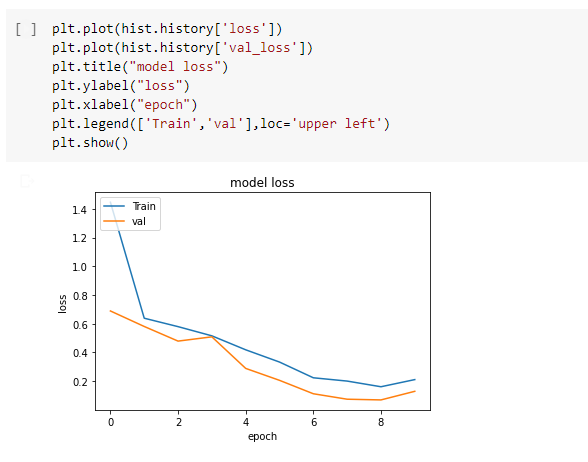 [ ] plt.plot(hist.history['loss'])
plt.plot(hist.history['val_loss'])
plt.title("model loss")
plt.ylabel("loss")
plt.xlabel("epoch")
plt.legend(['Train','val'],loc='upper left')
plt.show()
model loss
Train
val
1.4
1.2
1.0
0.8
0.6
0.4
0.2
loss
0 2 4 6 8
epoch